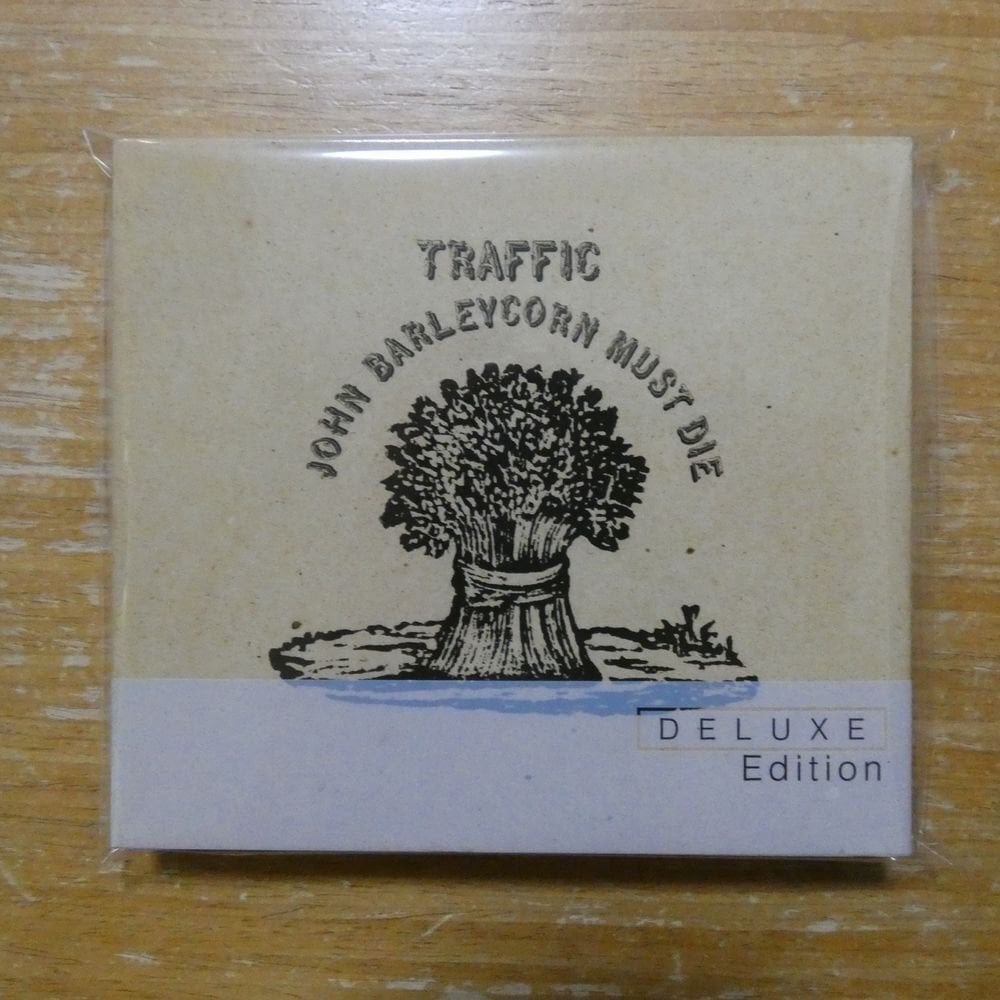 TRAFFIC
JOHN BARLEYCORN MUST DIE
DELUXE
Edition